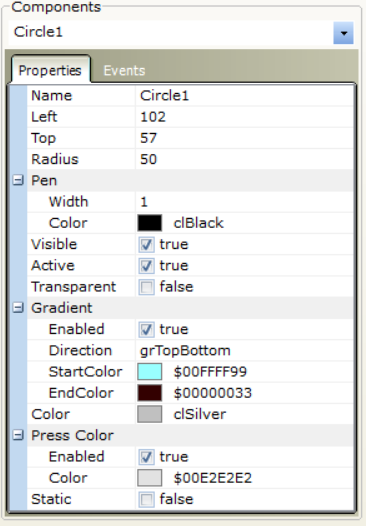 Components
Circle1
Properties Events
Name Circle1
Left 102
Top 57
Radius 50
Pen
Width 1
Color clBlack
Visible true
Active true
Transparent false
Gradient
Enabled true
Direction grTopBottom
StartColor $00FFFF99
EndColor $00000033
Color clSilver
Press Color
Enabled true
Color $00E2E2E2
Static false